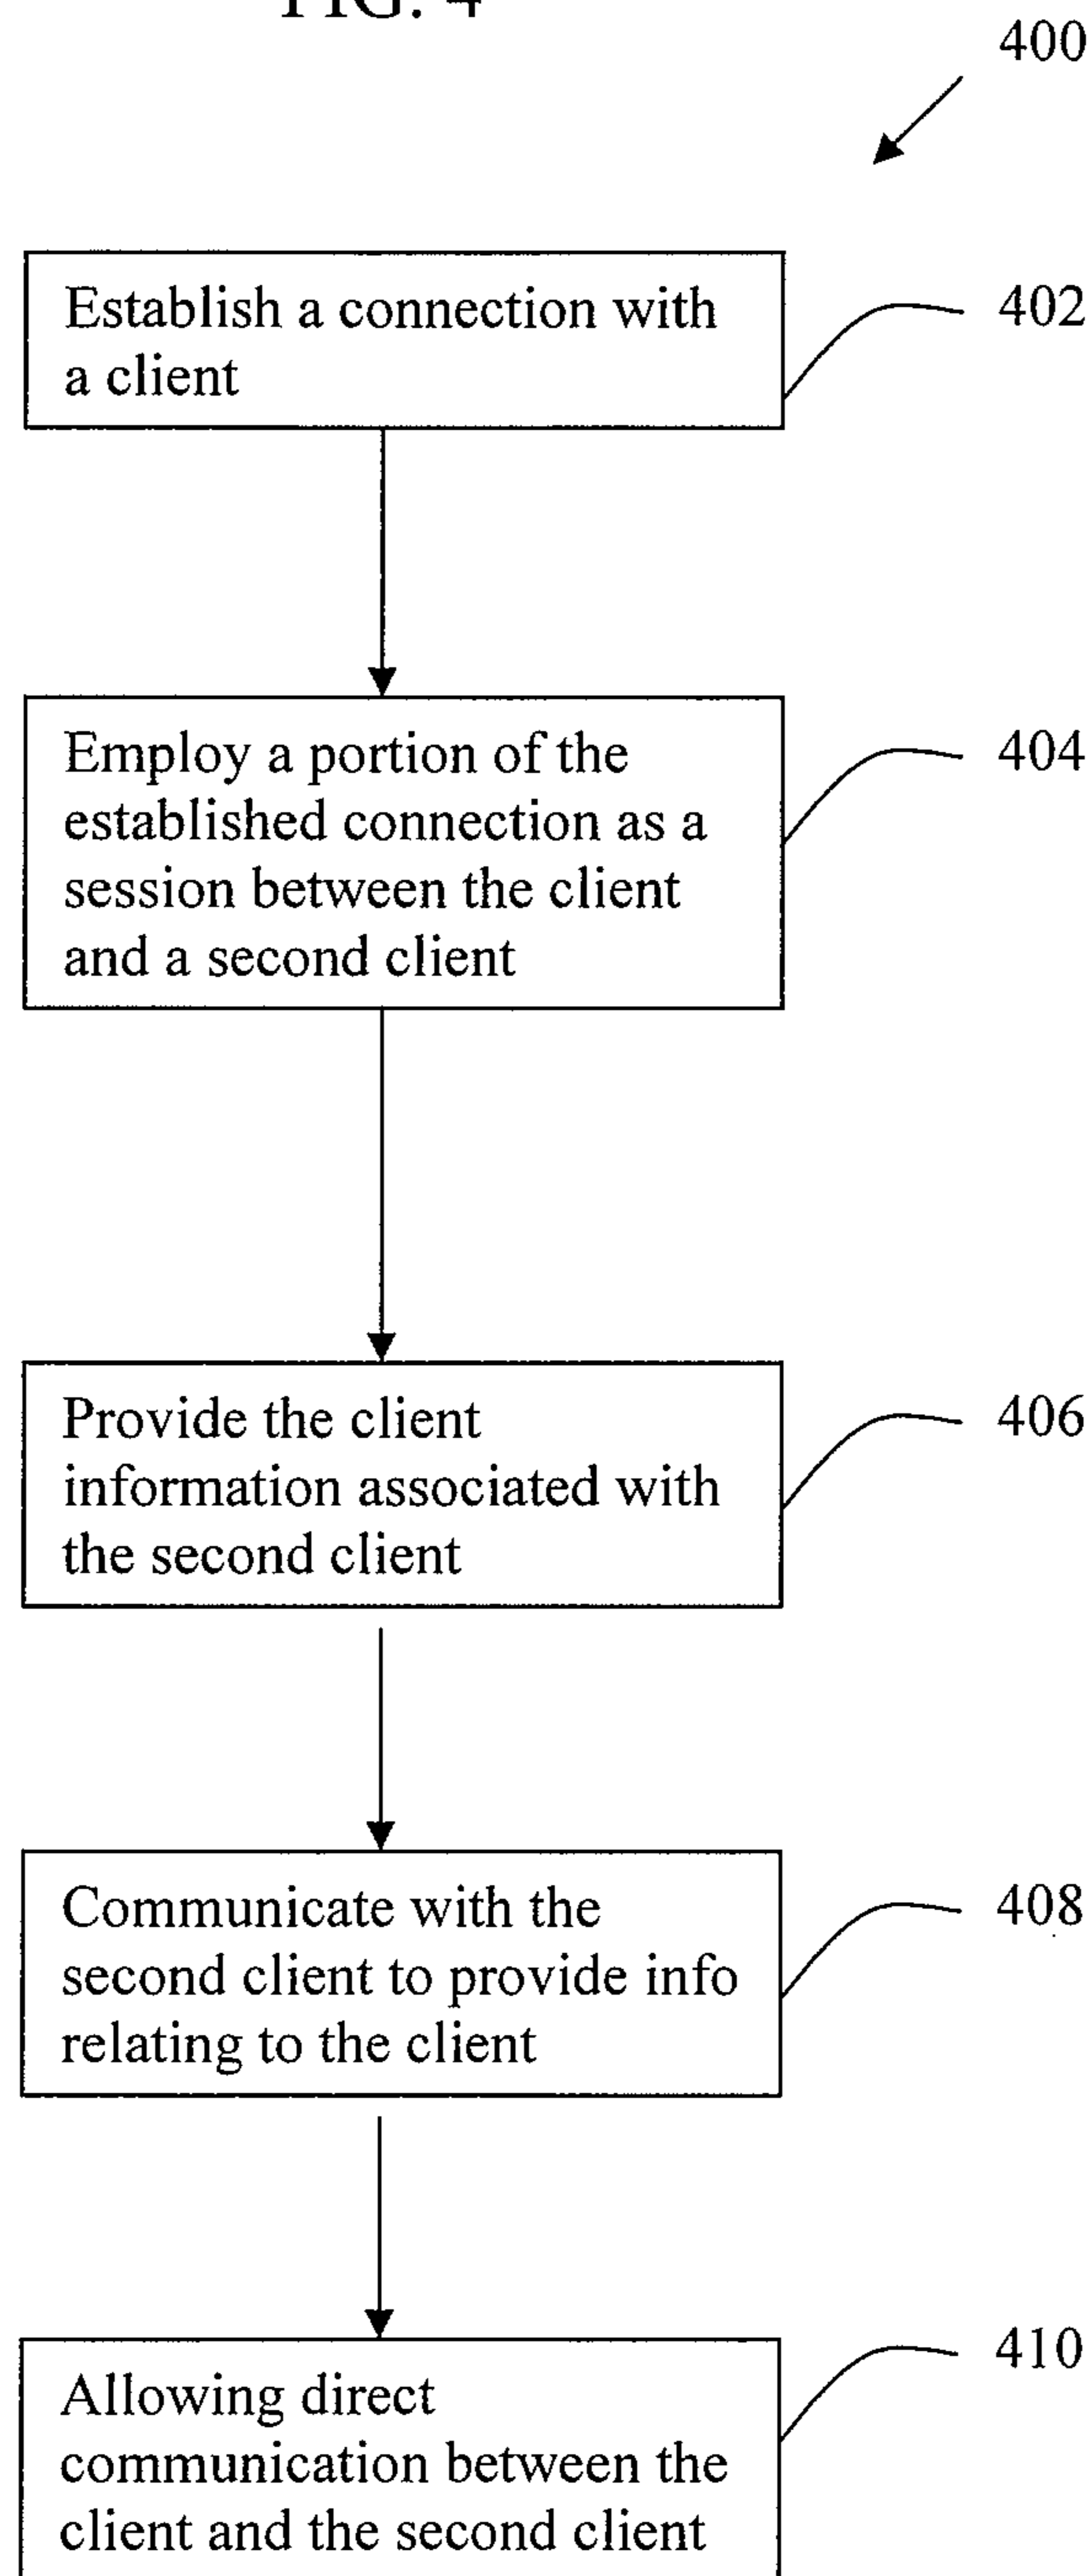 FIG. 4
400
Establish a connection with
a client
402
Employ a portion of the
established connection as a
session between the client
and a second client
404
Provide the client
information associated with
the second client
406
Communicate with the
second client to provide info
relating to the client
408
Allowing direct
communication between the
client and the second client
410